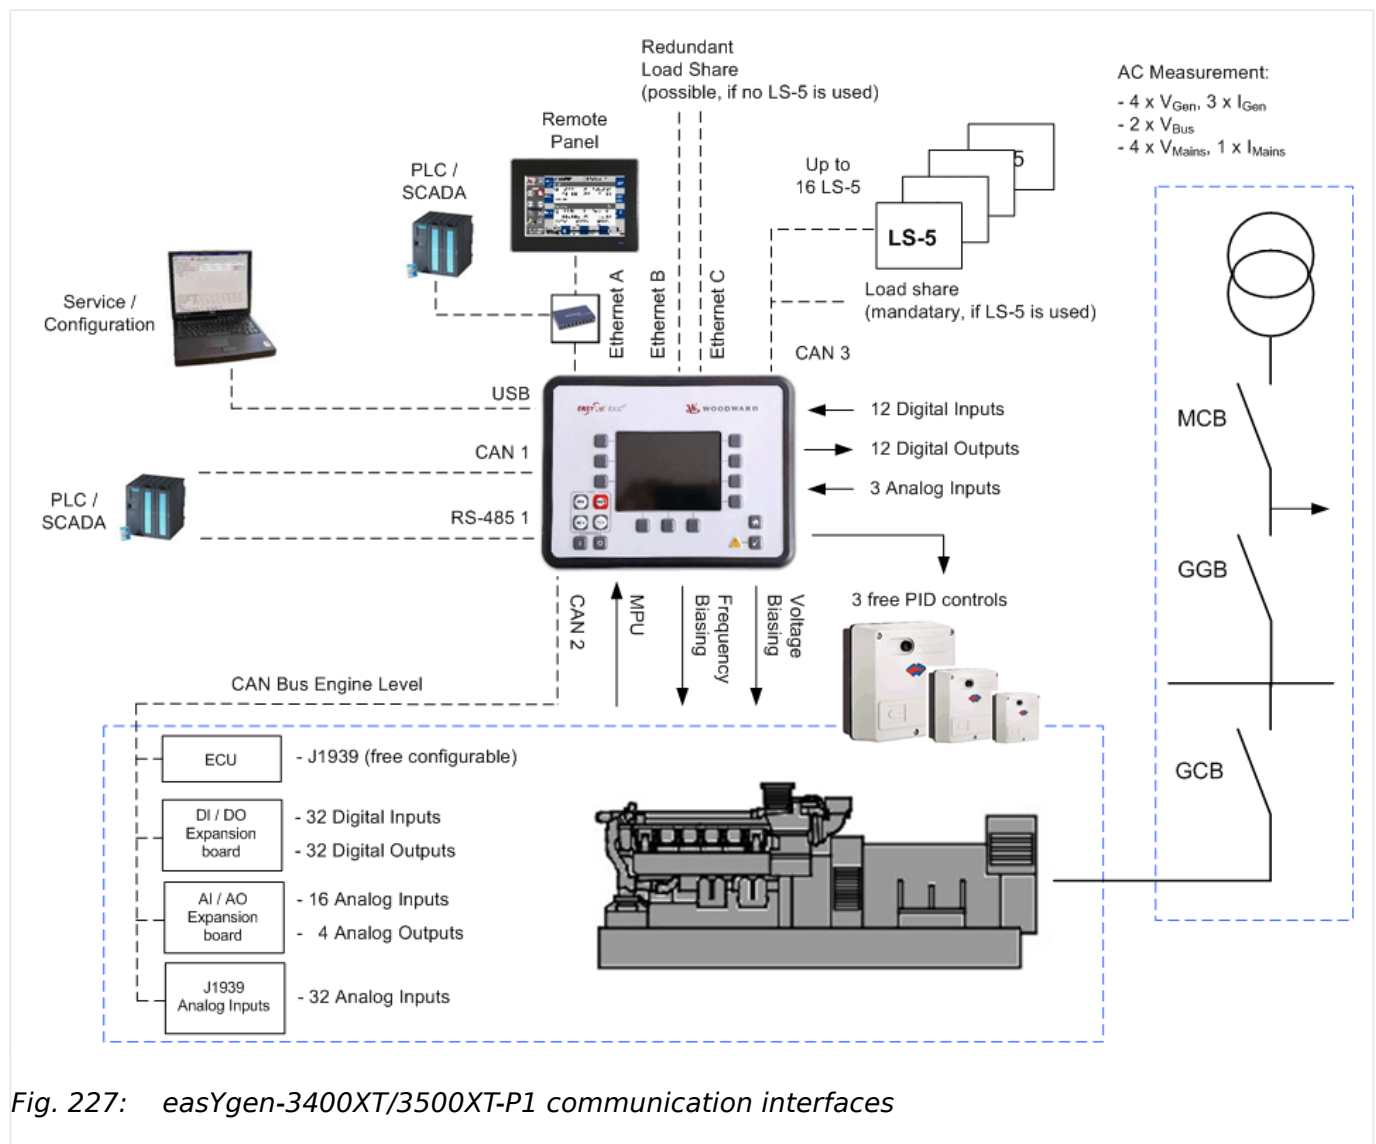 Redundant
Load Share
(possible, if no LS-5 is used)
AC Measurement:
- 4 x VGen, 3 x IGen
- 2 x VBus
- 4 x VMains, 1 x IMains
Remote
Panel
PLC /
SCADA
Up to
16 LS-5
5
LS-5
Service /
Configuration
Ethernet A
Ethernet B
Ethernet C
Load share
(mandatary, if LS-5 is used)
CAN 3
USB
WOODWARD
12 Digital Inputs
MCB
CAN 1
12 Digital Outputs
3 Analog Inputs
PLC /
SCADA
RS-485 1
GGB
CAN 2
MPU
Frequency
Biasing
Voltage
Biasing
3 free PID controls
CAN Bus Engine Level
ECU
- J1939 (free configurable)
GCB
DI / DO
Expansion
board
- 32 Digital Inputs
- 32 Digital Outputs
AI / AO
Expansion
board
- 16 Analog Inputs
- 4 Analog Outputs
J1939
Analog Inputs
- 32 Analog Inputs
Fig. 227: easYgen-3400XT/3500XT-P1 communication interfaces